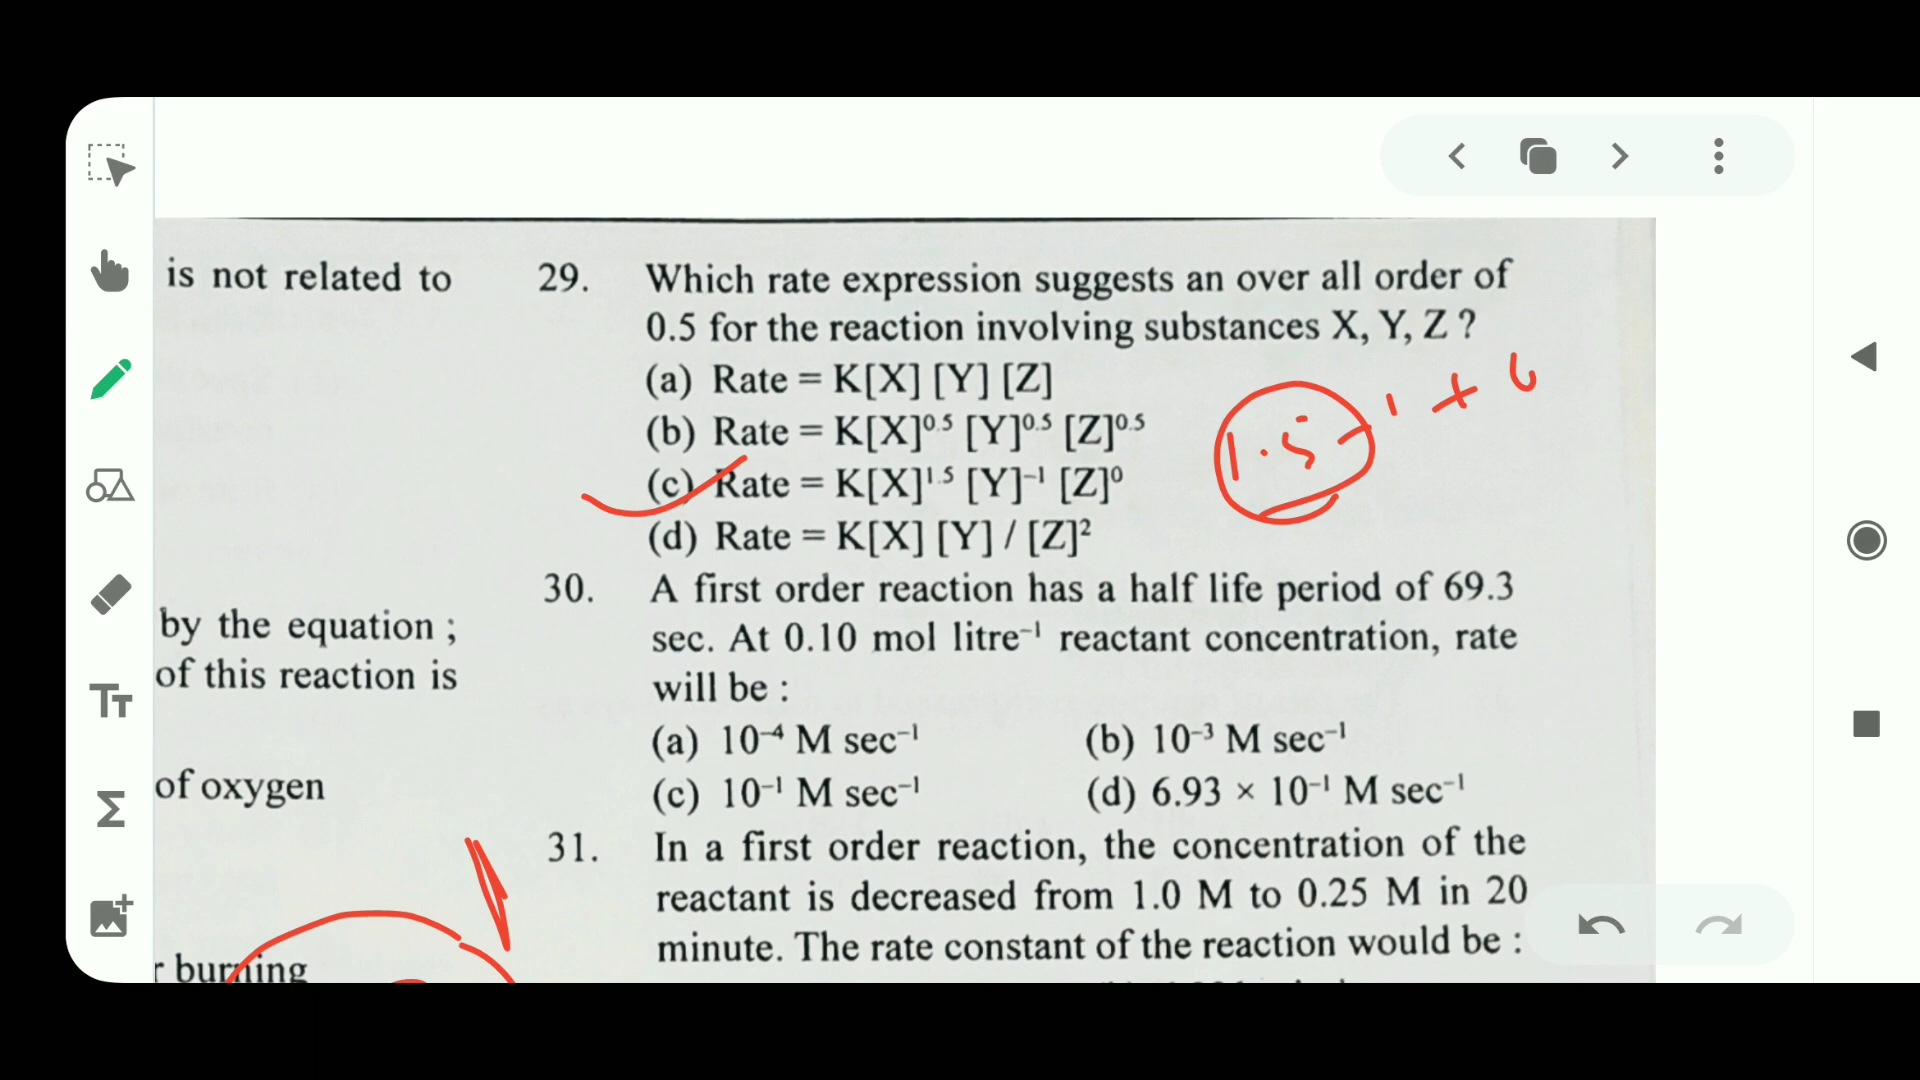 is not related to
by the equation ;
of this reaction is
of oxygen
r burning
29. Which rate expression suggests an over all order of
0.5 for the reaction involving substances X, Y, Z ?
(a) Rate = K[X] [Y] [Z]
(b) Rate = K[X]⁰·⁵ [Y]⁰·⁵ [Z]⁰·⁵
(c) Rate = K[X]¹·⁵ [Y]⁻¹ [Z]⁰
(d) Rate = K[X] [Y] / [Z]²
1.5 - 1 +
30. A first order reaction has a half life period of 69.3
sec. At 0.10 mol litre⁻¹ reactant concentration, rate
will be :
(a) 10⁻⁴ M sec⁻¹ (b) 10⁻³ M sec⁻¹
(c) 10⁻¹ M sec⁻¹ (d) 6.93 × 10⁻¹ M sec⁻¹
31. In a first order reaction, the concentration of the
reactant is decreased from 1.0 M to 0.25 M in 20
minute. The rate constant of the reaction would be :